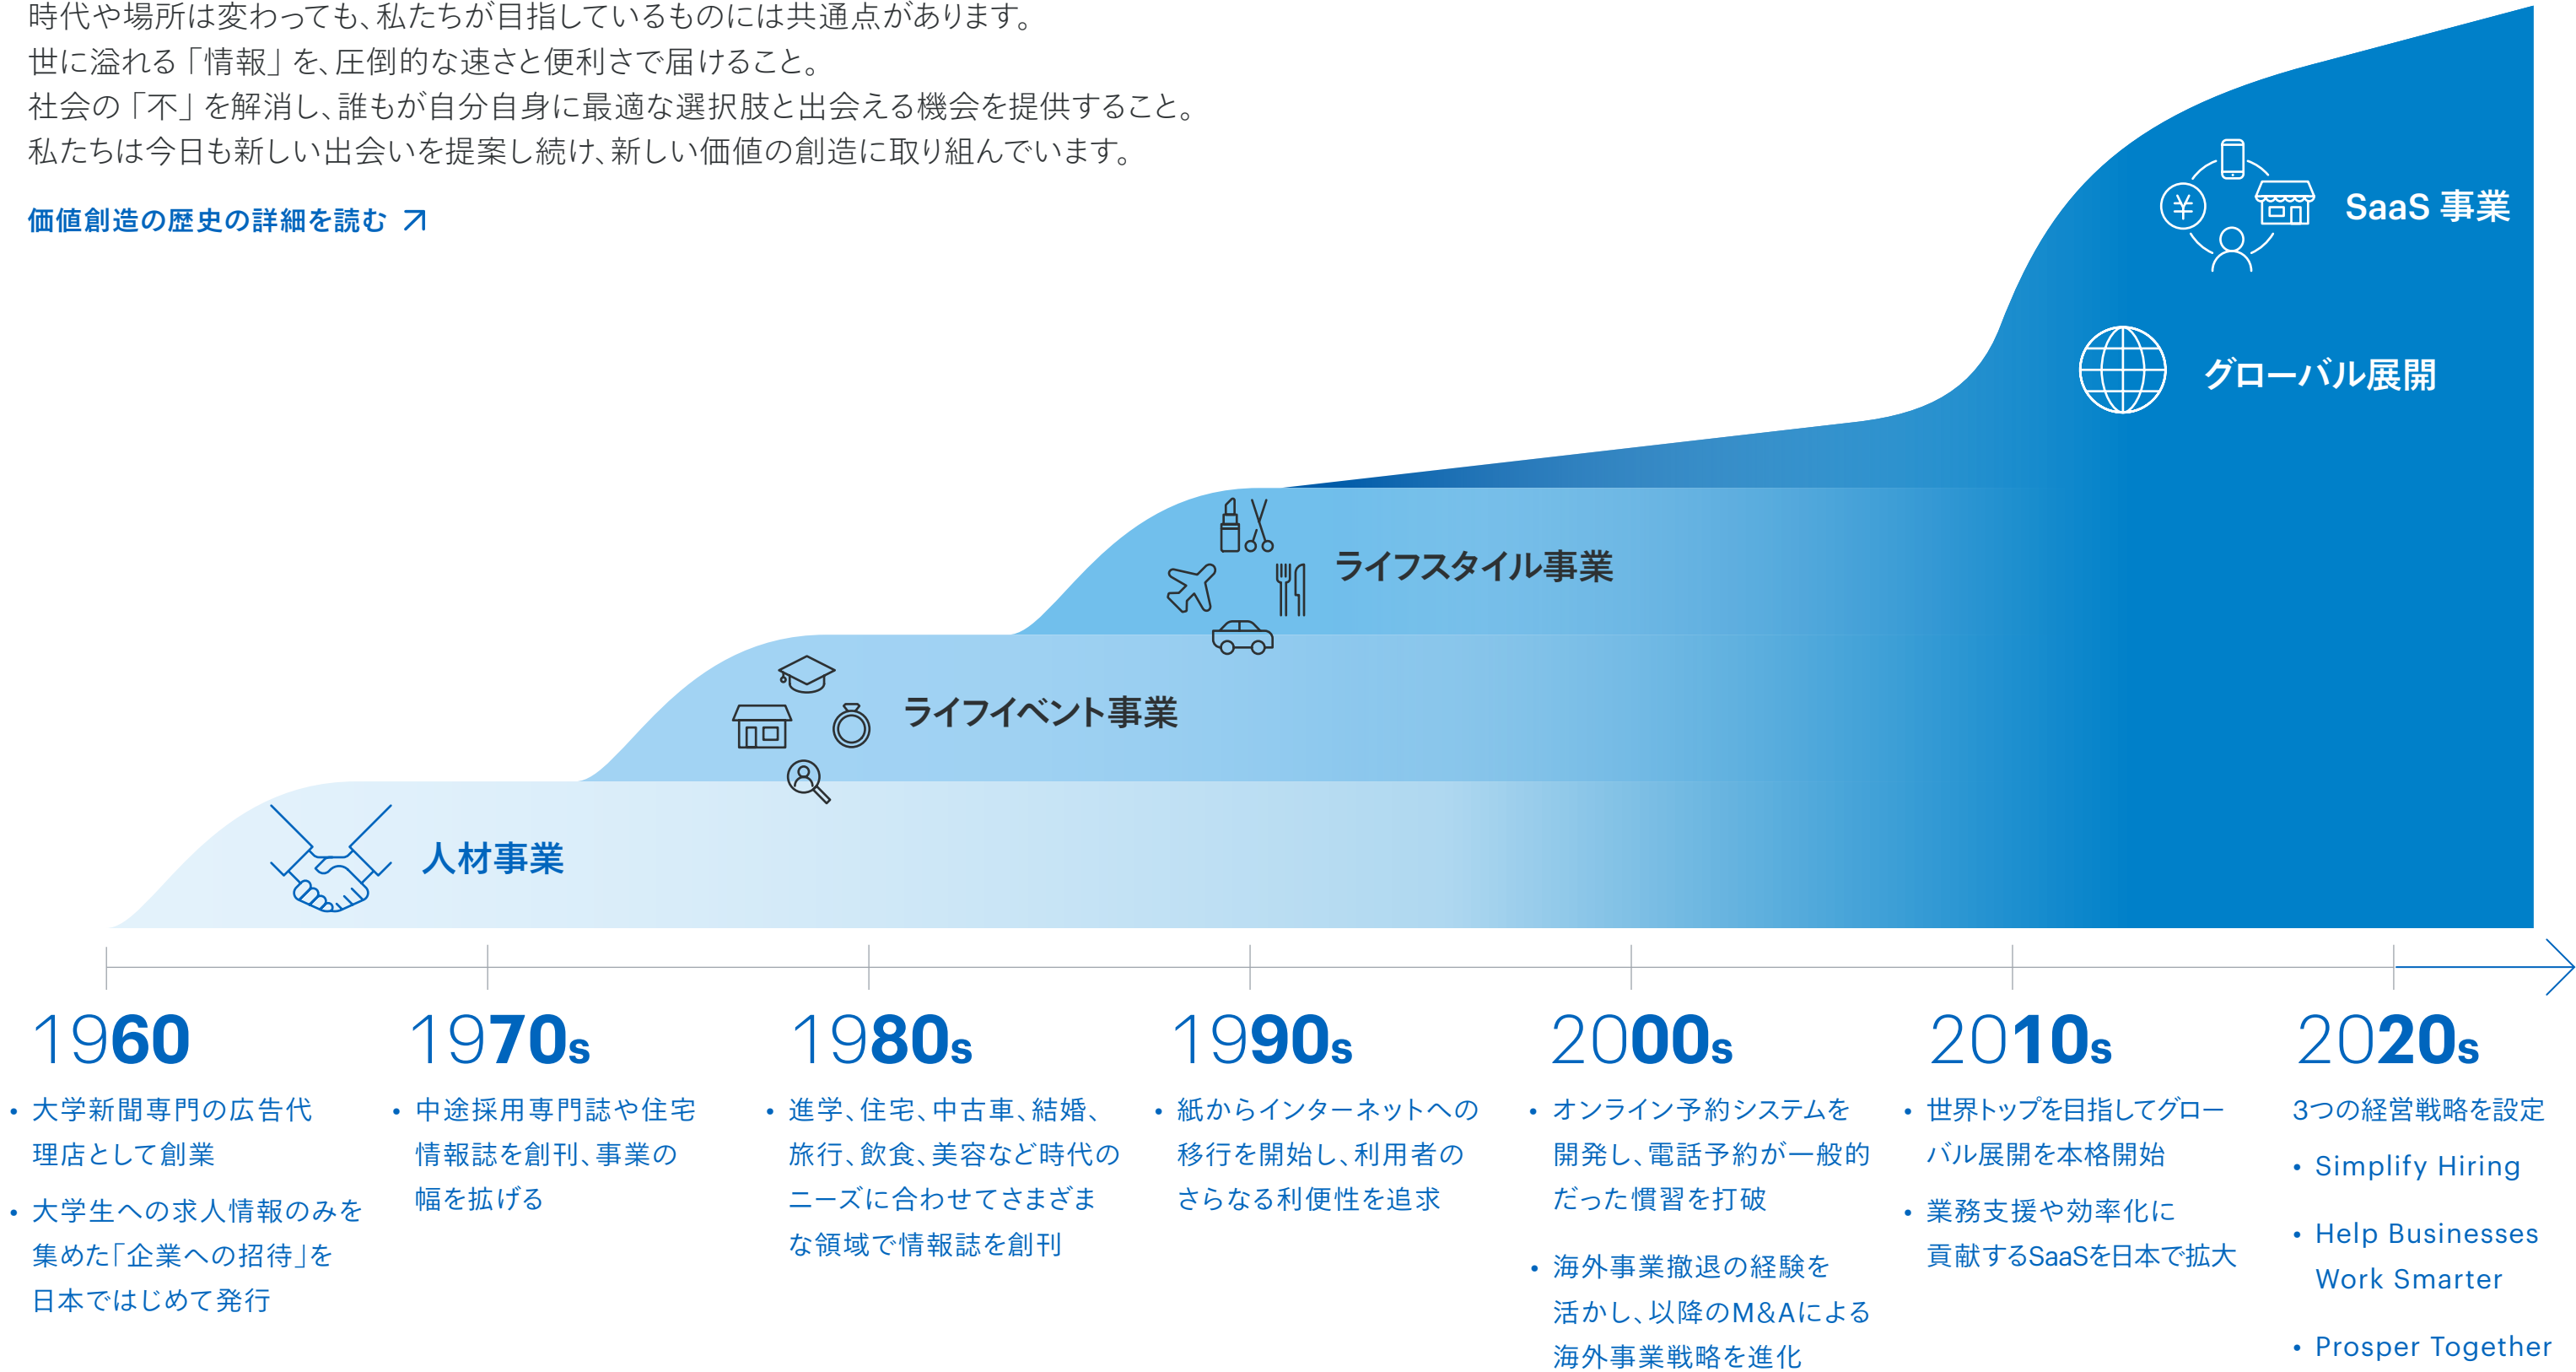 時代や場所は変わっても、私たちが目指しているものには共通点があります。
世に溢れる「情報」を、圧倒的な速さと便利さで届けること。
社会の「不」を解消し、誰もが自分自身に最適な選択肢と出会える機会を提供すること。
私たちは今日も新しい出会いを提案し続け、新しい価値の創造に取り組んでいます。
価値創造の歴史の詳細を読む
¥
SaaS 事業
グローバル展開
ライフスタイル事業
ライフイベント事業
人材事業
1960
• 大学新聞専門の広告代
理店として創業
• 大学生への求人情報のみを
集めた「企業への招待」を
日本ではじめて発行
1970s
• 中途採用専門誌や住宅
情報誌を創刊、事業の
幅を拡げる
1980s
• 進学、住宅、中古車、結婚、
旅行、飲食、美容など時代の
ニーズに合わせてさまざま
な領域で情報誌を創刊
1990s
• 紙からインターネットへの
移行を開始し、利用者の
さらなる利便性を追求
2000s
• オンライン予約システムを
開発し、電話予約が一般的
だった慣習を打破
• 海外事業撤退の経験を
活かし、以降のM&Aによる
海外事業戦略を進化
2010s
• 世界トップを目指してグロー
バル展開を本格開始
• 業務支援や効率化に
貢献するSaaSを日本で拡大
2020s
3つの経営戦略を設定
• Simplify Hiring
• Help Businesses
Work Smarter
• Prosper Together